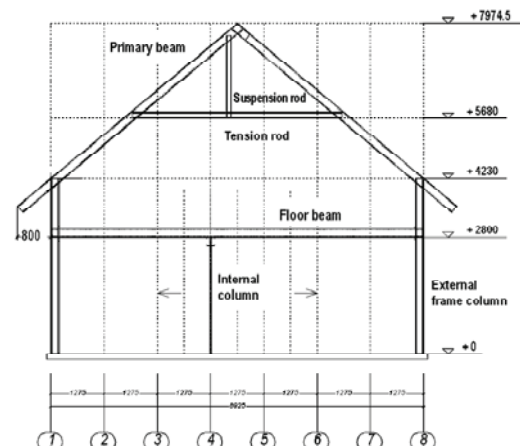 +7974.5
Primary beam
Suspension rod
+5680
Tension rod
+4230
Floor beam
800
+2800
Internal
column
External
frame column
+0
1275 1275 1275 1275 1275 1275 1275
8925
1 2 3 4 5 6 7 8